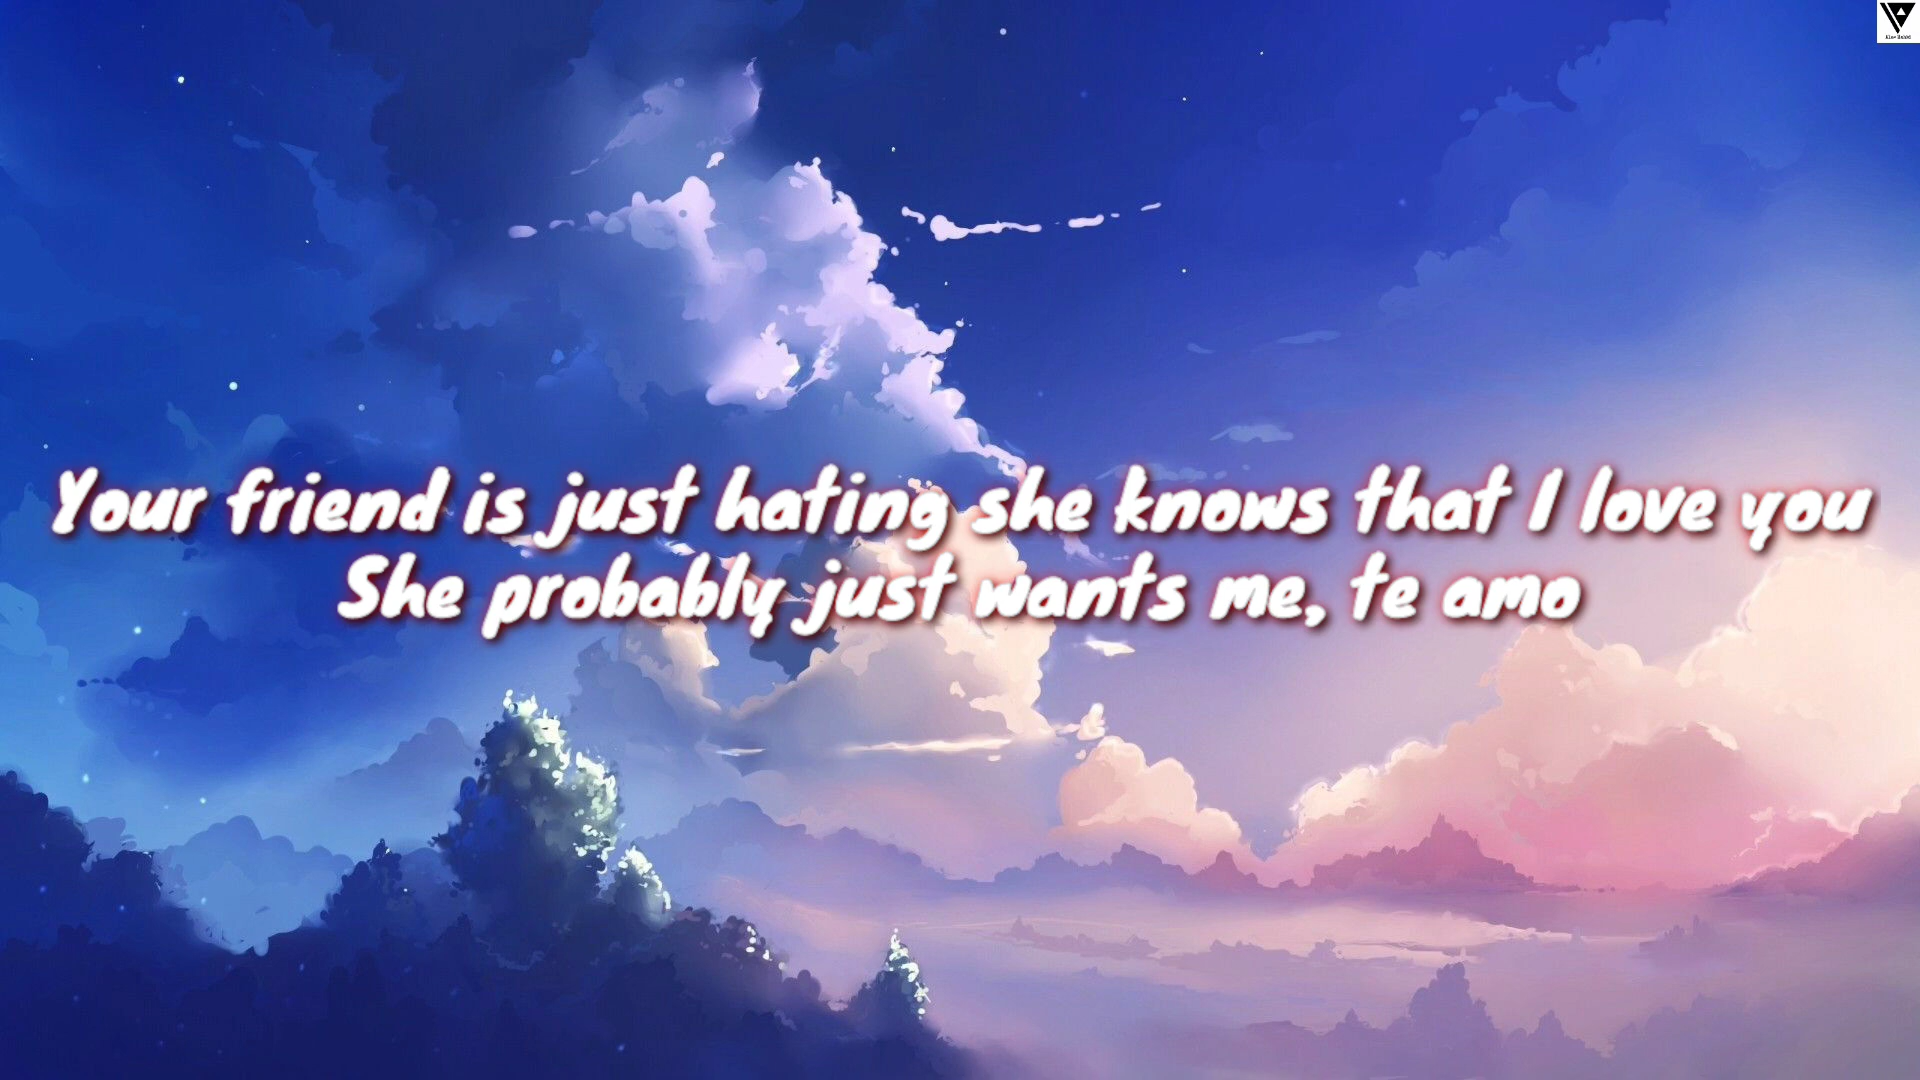 Your friend is just hating she knows that I love you
She probably just wants me, te amo